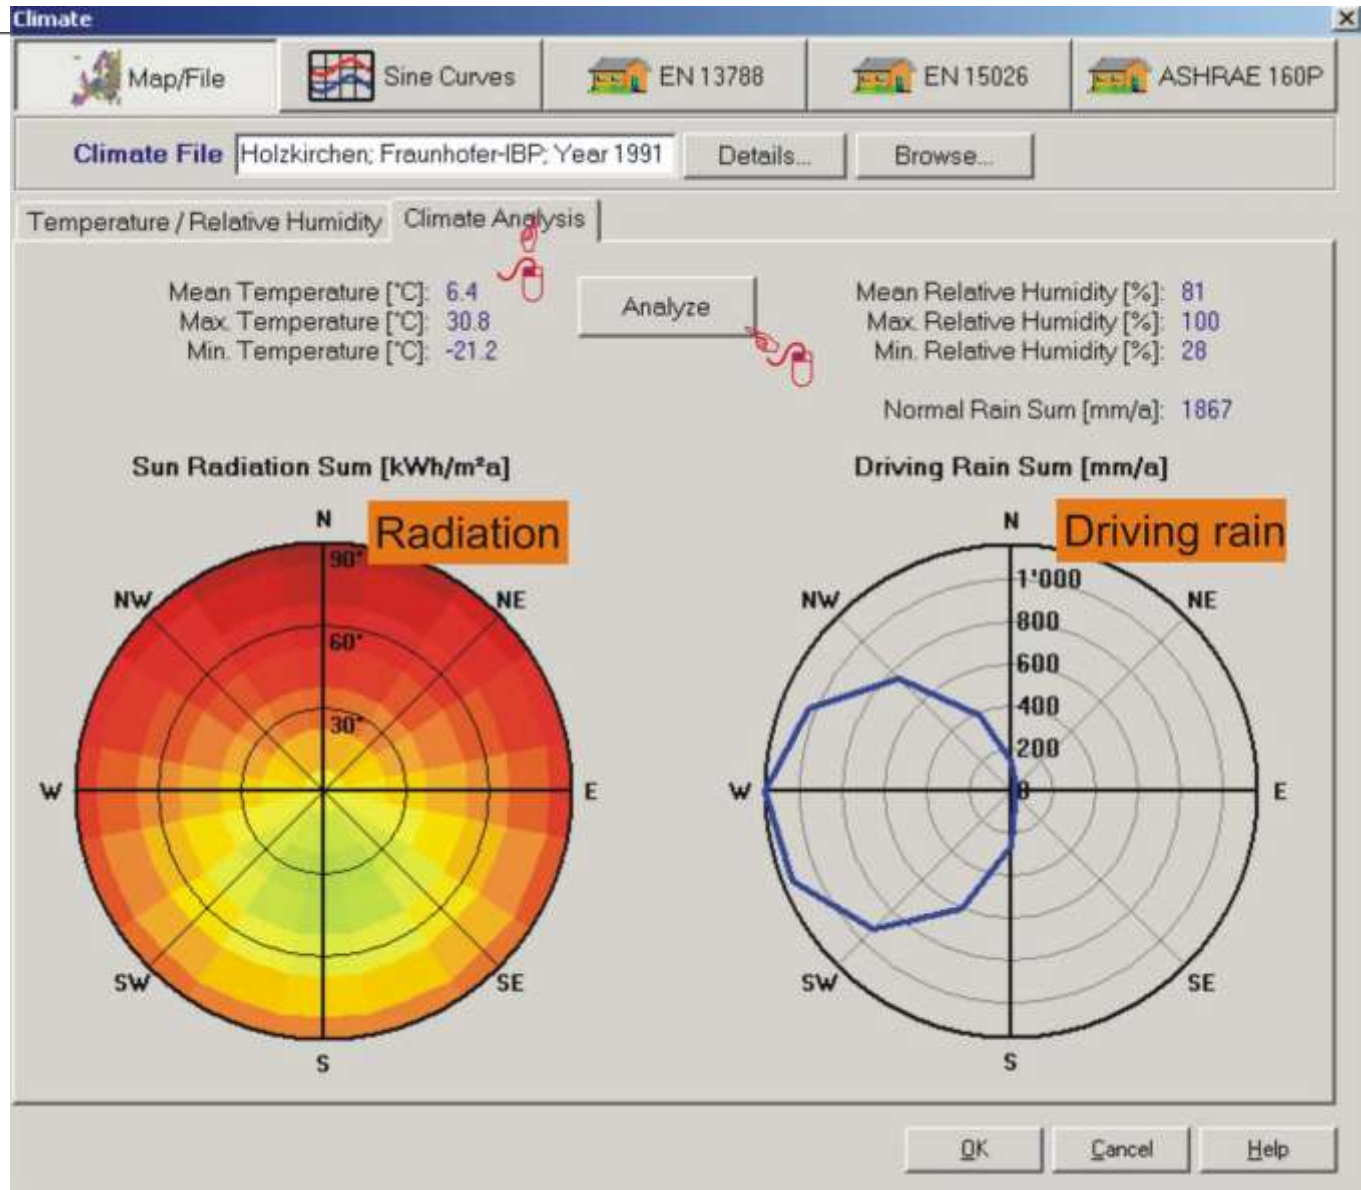 Climate
Map/File
Sine Curves
EN 13788
EN 15026
ASHRAE 160P
Climate File
Holzkirchen; Fraunhofer-IBP; Year 1991
Details...
Browse...
Temperature / Relative Humidity
Climate Analysis
Mean Temperature [°C]: 6.4
Max. Temperature [°C]: 30.8
Min. Temperature [°C]: -21.2
Analyze
Mean Relative Humidity [%]: 81
Max. Relative Humidity [%]: 100
Min. Relative Humidity [%]: 28
Normal Rain Sum [mm/a]: 1867
Sun Radiation Sum [kWh/m²a]
Radiation
N
90°
NW
NE
60°
30°
W
E
SW
SE
S
Driving Rain Sum [mm/a]
Driving rain
N
1'000
NW
NE
800
600
400
200
0
W
E
SW
SE
S
OK
Cancel
Help